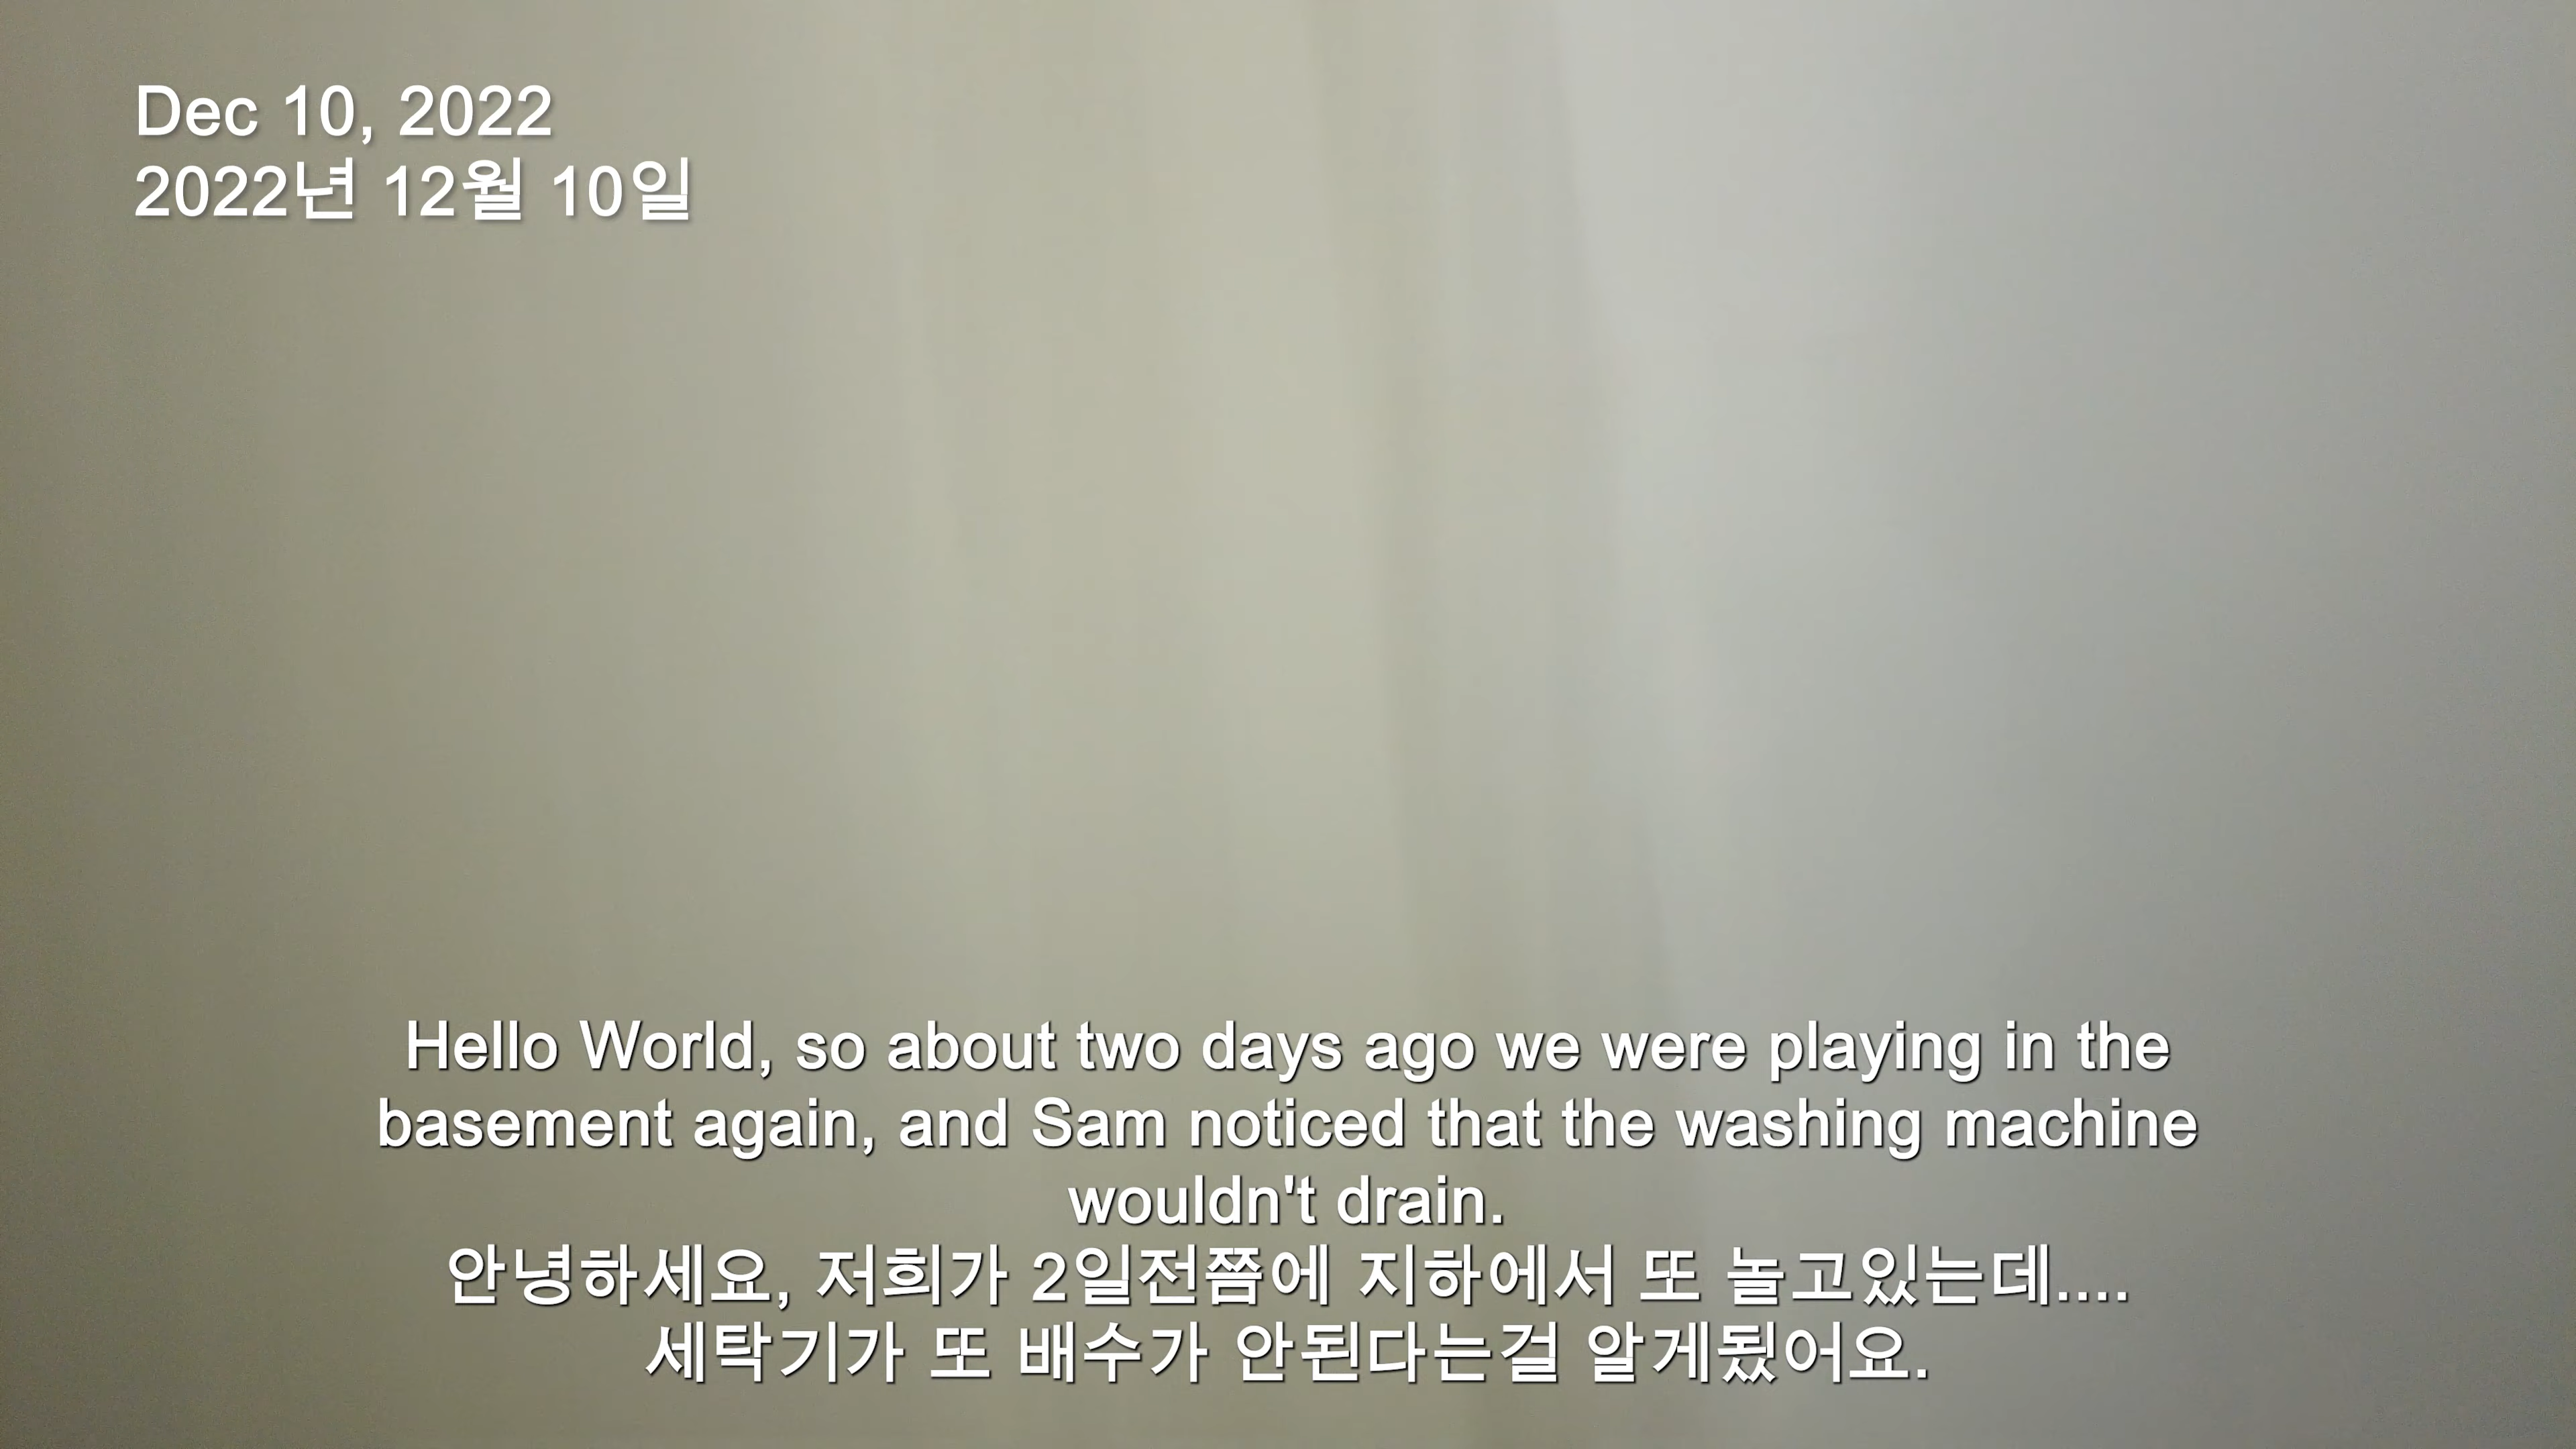 Dec 10, 2022
2022년 12월 10일
Hello World, so about two days ago we were playing in the
basement again, and Sam noticed that the washing machine
wouldn't drain.
안녕하세요, 저희가 2일전쯤에 지하에서 또 놀고있는데....
세탁기가 또 배수가 안된다는걸 알게됬어요.